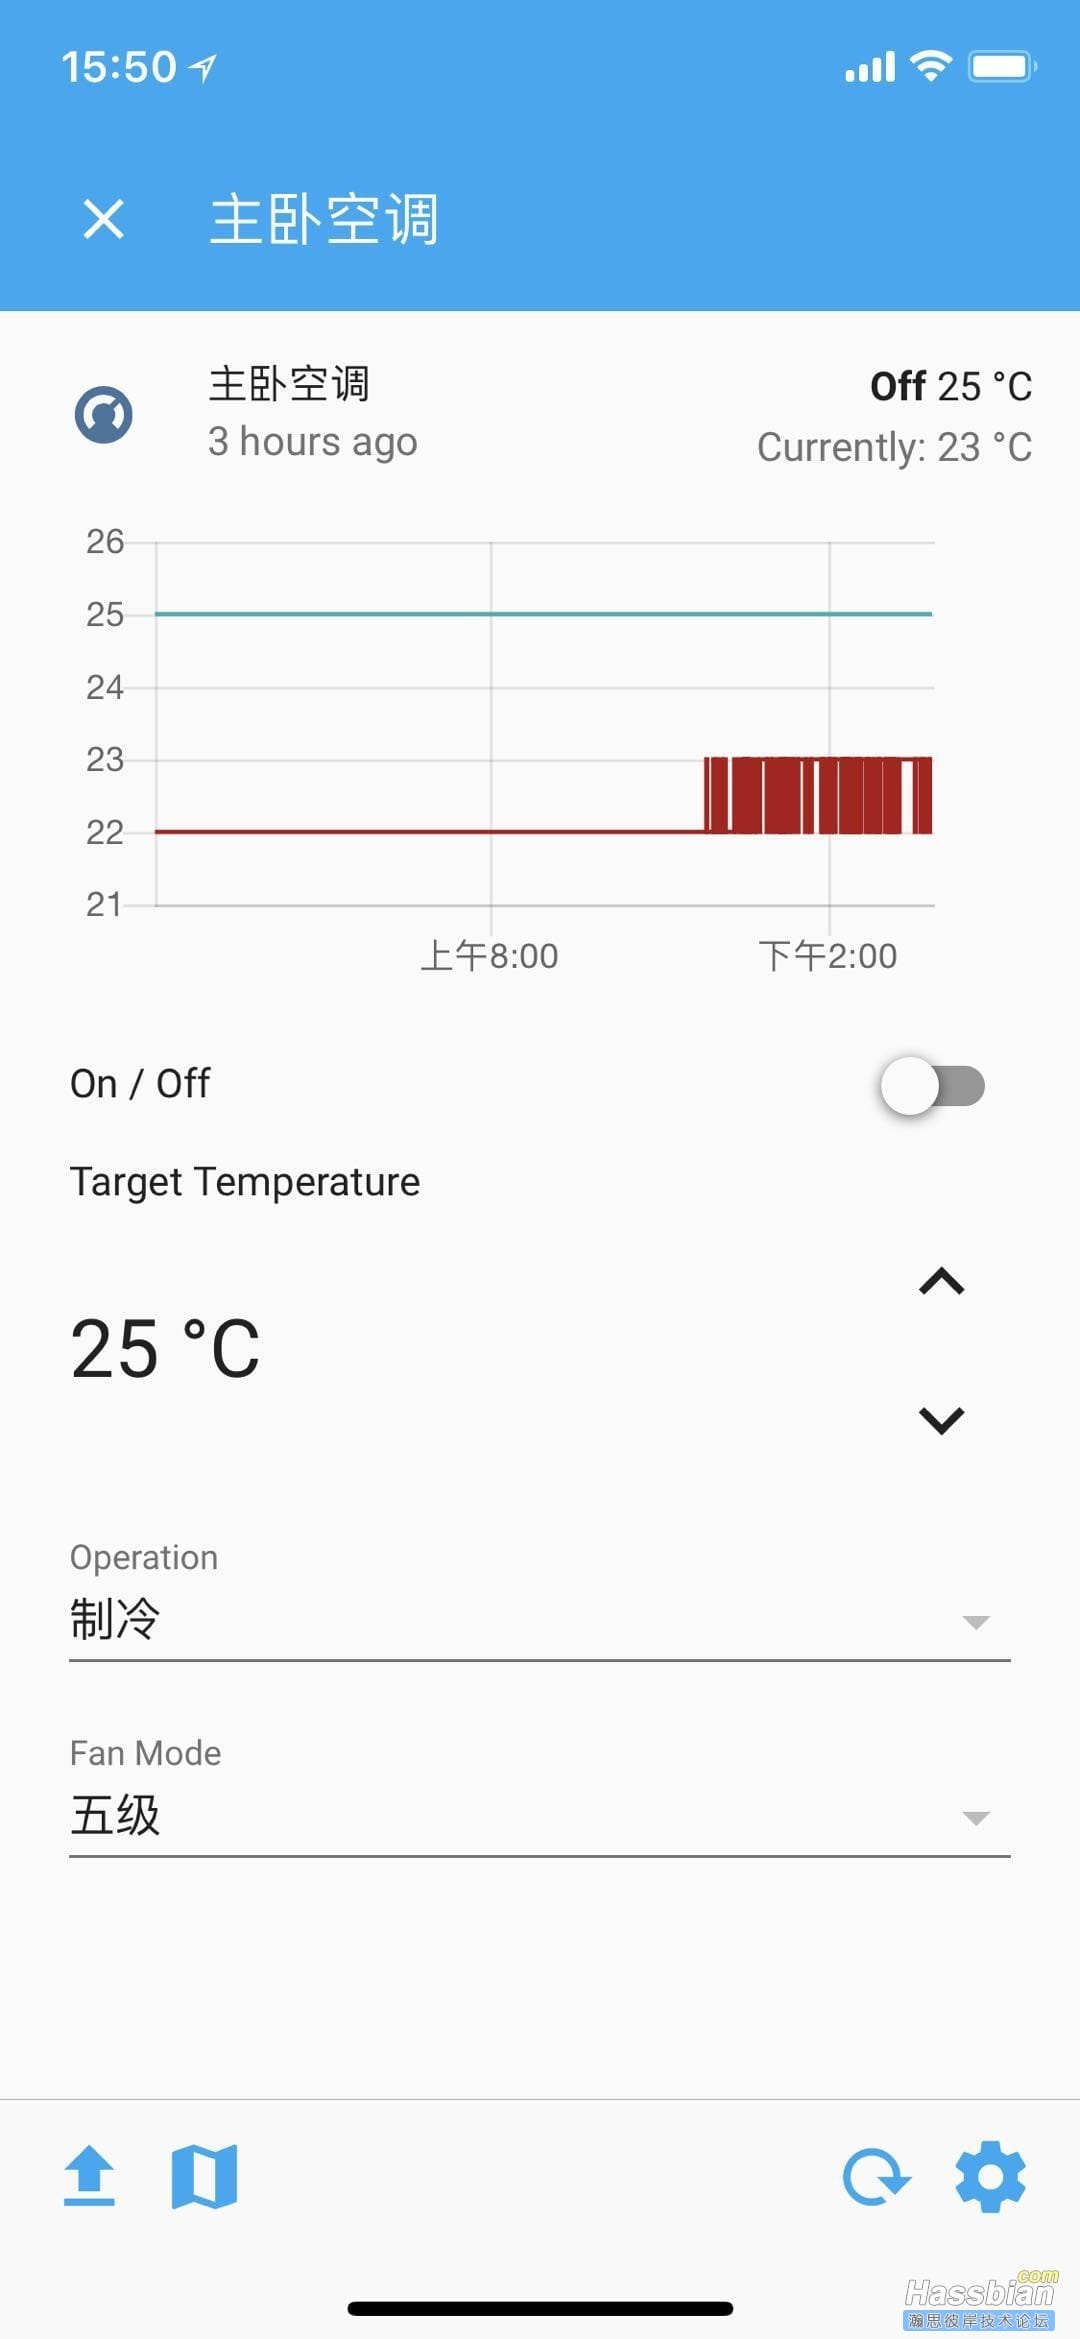 15:50
主卧空调
主卧空调
Off 25 °C
3 hours ago
Currently: 23 °C
26
25
24
23
22
21
上午8:00
下午2:00
On / Off
Target Temperature
25 °C
Operation
制冷
Fan Mode
五级
Hassbian.com
瀚思彼岸技术论坛